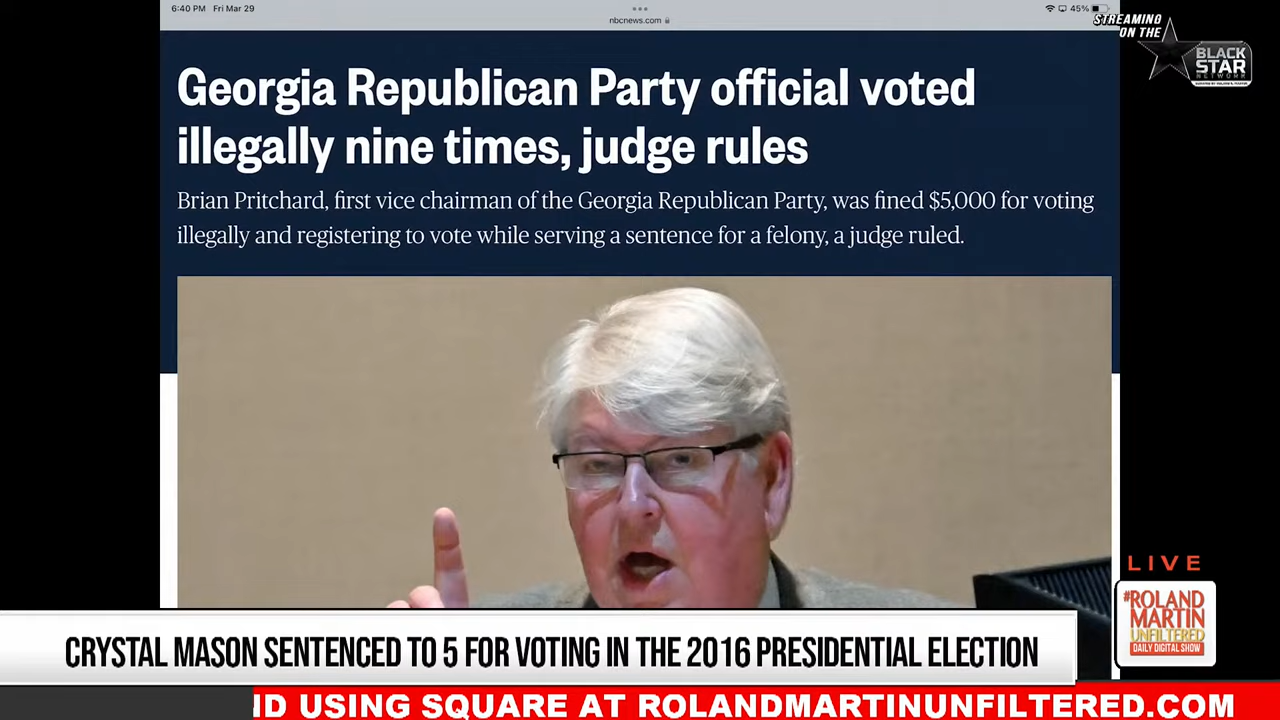 6:40 PM Fri Mar 29
45%
nbcnews.com
STREAMING
ON THE
BLACK
STAR
NETWORK
Georgia Republican Party official voted
illegally nine times, judge rules
Brian Pritchard, first vice chairman of the Georgia Republican Party, was fined $5,000 for voting
illegally and registering to vote while serving a sentence for a felony, a judge ruled.
LIVE
#ROLAND
MARTIN
UNFILTERED
DAILY DIGITAL SHOW
CRYSTAL MASON SENTENCED TO 5 FOR VOTING IN THE 2016 PRESIDENTIAL ELECTION
USING SQUARE AT ROLANDMARTINUNFILTERED.COM